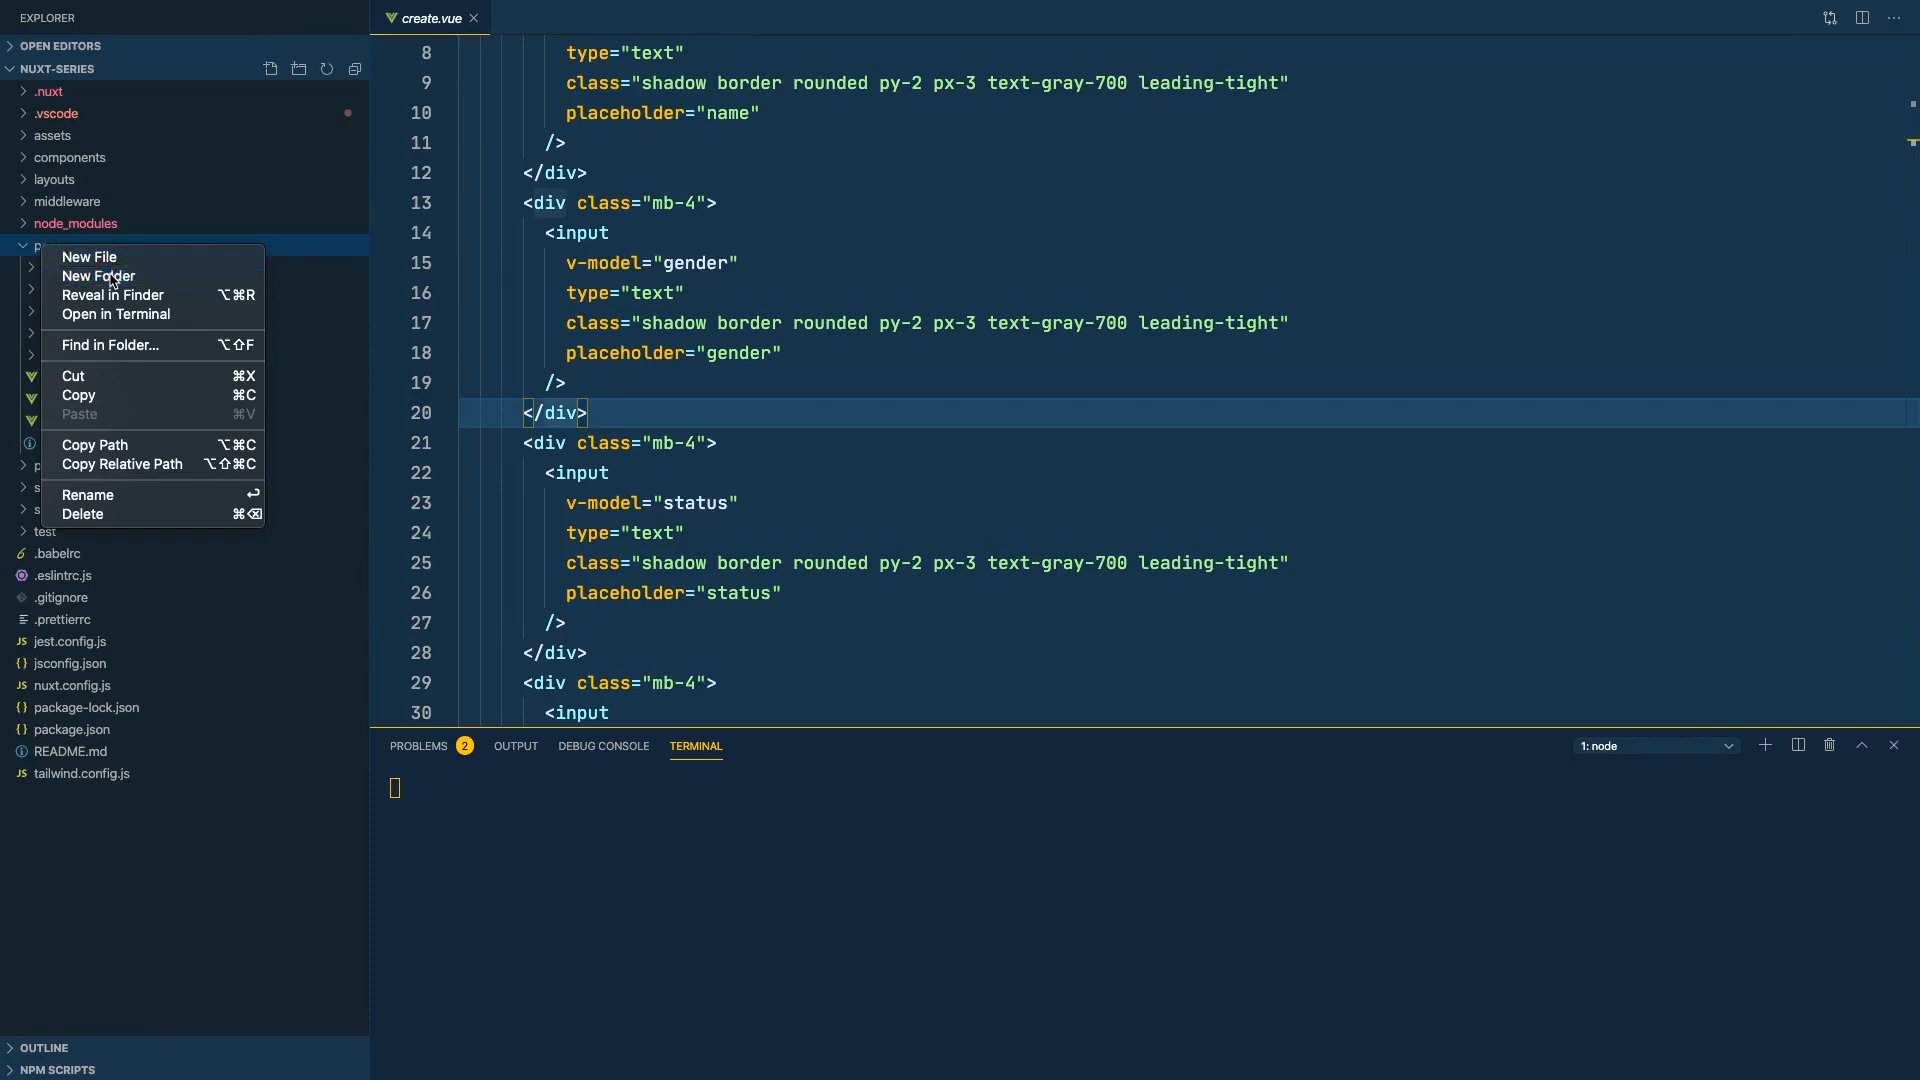 EXPLORER
OPEN EDITORS
NUXT-SERIES
.nuxt
.vscode
assets
components
layouts
middleware
node_modules
p
New File
New Folder
Reveal in Finder ⌥⌘R
Open in Terminal
Find in Folder... ⌥⇧F
Cut ⌘X
Copy ⌘C
Paste ⌘V
Copy Path ⌥⌘C
Copy Relative Path ⌥⇧⌘C
Rename ↩
Delete ⌘⌫
p
s
s
test
.babelrc
.eslintrc.js
.gitignore
.prettierrc
JS jest.config.js
{} jsconfig.json
JS nuxt.config.js
{} package-lock.json
{} package.json
README.md
JS tailwind.config.js
OUTLINE
NPM SCRIPTS
create.vue
8 type="text"
9 class="shadow border rounded py-2 px-3 text-gray-700 leading-tight"
10 placeholder="name"
11 />
12 </div>
13 <div class="mb-4">
14 <input
15 v-model="gender"
16 type="text"
17 class="shadow border rounded py-2 px-3 text-gray-700 leading-tight"
18 placeholder="gender"
19 />
20 </div>
21 <div class="mb-4">
22 <input
23 v-model="status"
24 type="text"
25 class="shadow border rounded py-2 px-3 text-gray-700 leading-tight"
26 placeholder="status"
27 />
28 </div>
29 <div class="mb-4">
30 <input
PROBLEMS 2 OUTPUT DEBUG CONSOLE TERMINAL 1: node